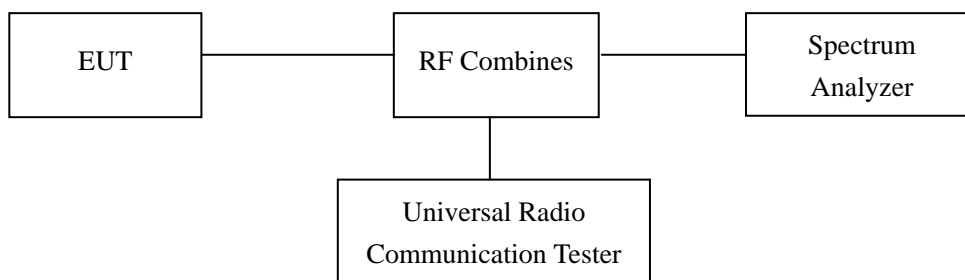 EUT
RF Combines
Spectrum
Analyzer
Universal Radio
Communication Tester